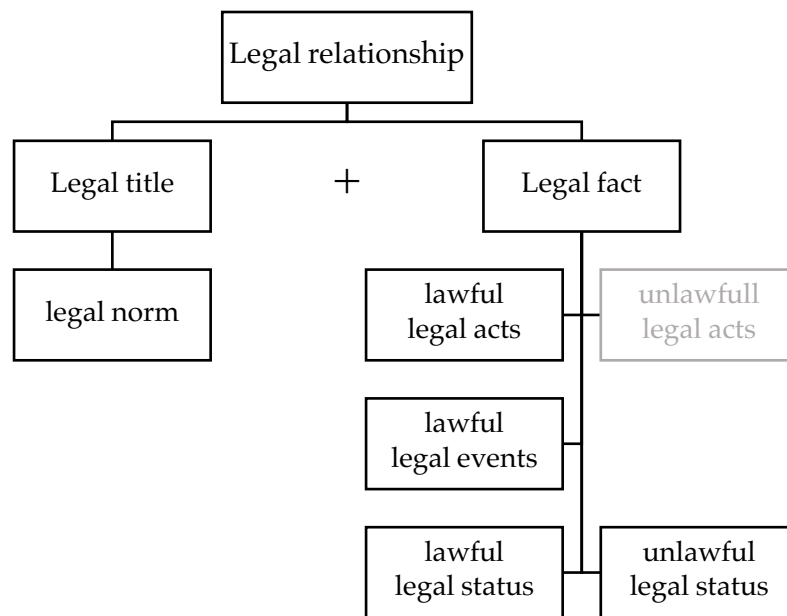 Legal relationship
Legal title
+
Legal fact
legal norm
lawful
legal acts
unlawfull
legal acts
lawful
legal events
lawful
legal status
unlawful
legal status